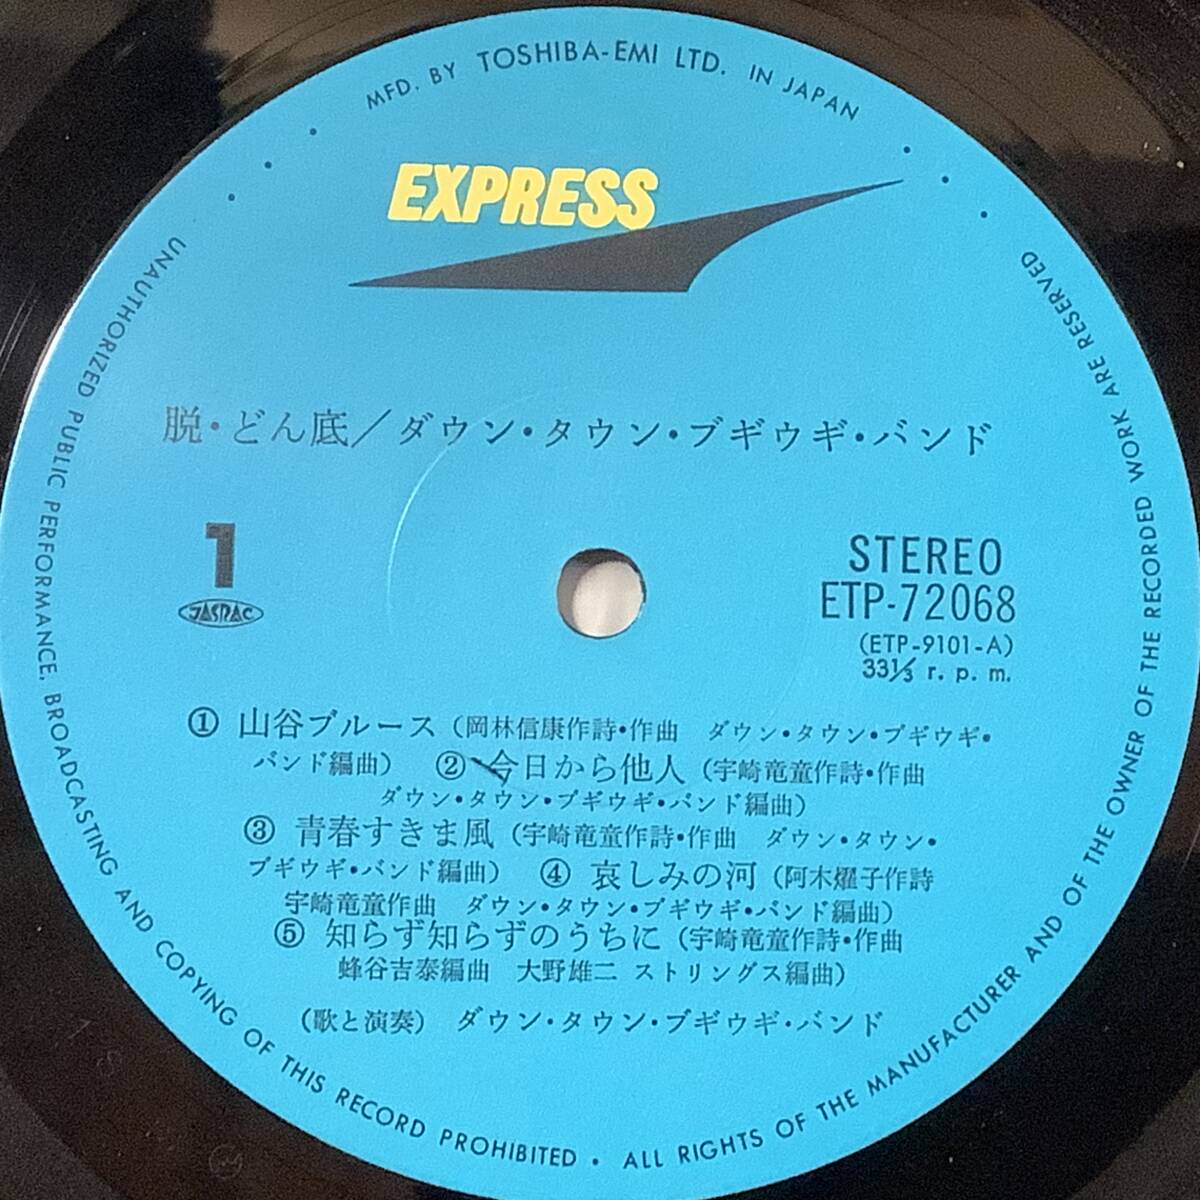 MFD. BY TOSHIBA-EMI LTD. IN JAPAN
EXPRESS
脱・どん底／ダウン・タウン・ブギウギ・バンド
1
JASRAC
STEREO
ETP-72068
(ETP-9101-A)
33⅓ r. p. m.
① 山谷ブルース（岡林信康作詩・作曲　ダウン・タウン・ブギウギ・
バンド編曲）　② 今日から他人（宇崎竜童作詩・作曲
ダウン・タウン・ブギウギ・バンド編曲）
③ 青春すきま風（宇崎竜童作詩・作曲　ダウン・タウン・
ブギウギ・バンド編曲）　④ 哀しみの河（阿木燿子作詩
宇崎竜童作曲　ダウン・タウン・ブギウギ・バンド編曲）
⑤ 知らず知らずのうちに（宇崎竜童作詩・作曲
蜂谷吉泰編曲　大野雄二 ストリングス編曲）
（歌と演奏）　ダウン・タウン・ブギウギ・バンド
UNAUTHORIZED PUBLIC PERFORMANCE, BROADCASTING AND COPYING OF THIS RECORD PROHIBITED • ALL RIGHTS OF THE MANUFACTURER AND OF THE OWNER OF THE RECORDED WORK ARE RESERVED